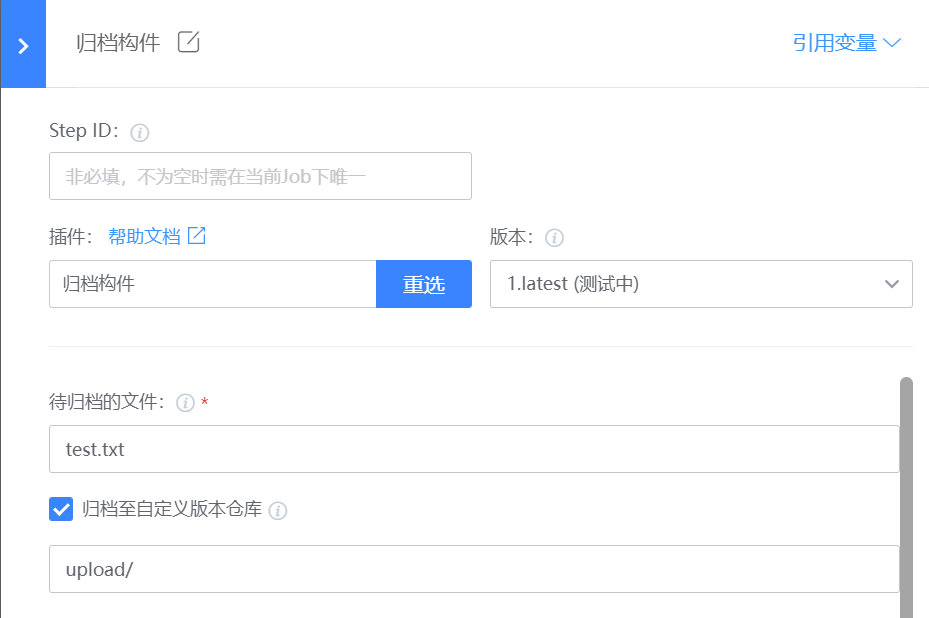 归档构件
引用变量
Step ID:
非必填，不为空时需在当前Job下唯一
插件: 帮助文档
版本:
归档构件
重选
1.latest (测试中)
待归档的文件: *
test.txt
归档至自定义版本仓库
upload/